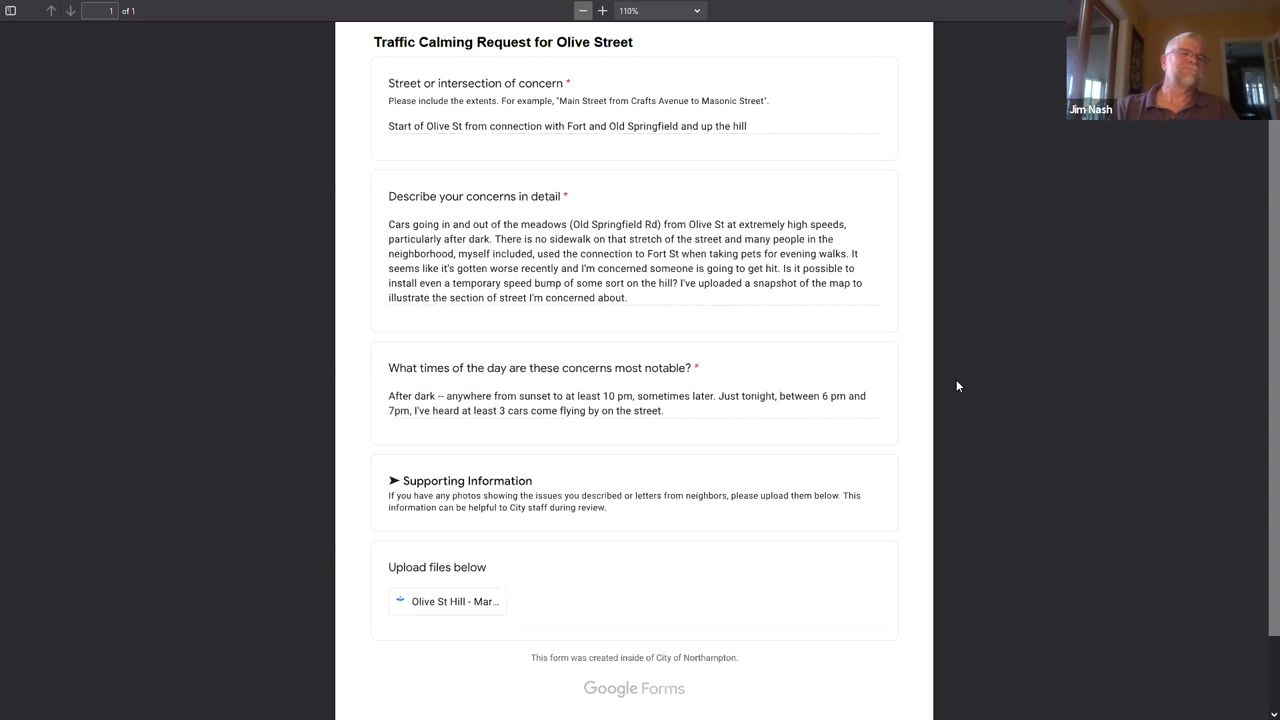 1 of 1
110%
Jim Nash
Traffic Calming Request for Olive Street
Street or intersection of concern *
Please include the extents. For example, "Main Street from Crafts Avenue to Masonic Street".
Start of Olive St from connection with Fort and Old Springfield and up the hill
Describe your concerns in detail *
Cars going in and out of the meadows (Old Springfield Rd) from Olive St at extremely high speeds,
particularly after dark. There is no sidewalk on that stretch of the street and many people in the
neighborhood, myself included, used the connection to Fort St when taking pets for evening walks. It
seems like it's gotten worse recently and I'm concerned someone is going to get hit. Is it possible to
install even a temporary speed bump of some sort on the hill? I've uploaded a snapshot of the map to
illustrate the section of street I'm concerned about.
What times of the day are these concerns most notable? *
After dark -- anywhere from sunset to at least 10 pm, sometimes later. Just tonight, between 6 pm and
7pm, I've heard at least 3 cars come flying by on the street.
➤ Supporting Information
If you have any photos showing the issues you described or letters from neighbors, please upload them below. This
information can be helpful to City staff during review.
Upload files below
Olive St Hill - Mar...
This form was created inside of City of Northampton.
Google Forms